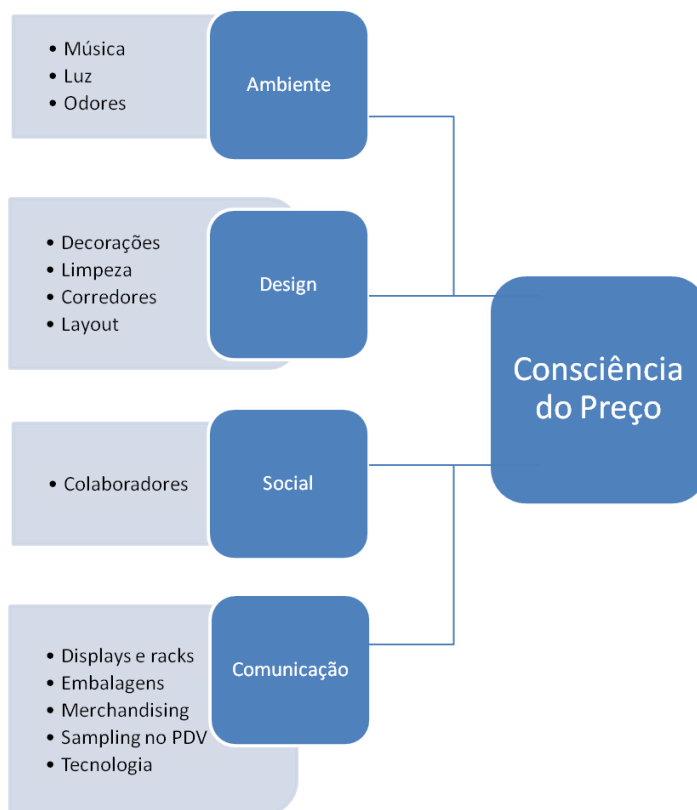 • Música
• Luz
• Odores
Ambiente
• Decorações
• Limpeza
• Corredores
• Layout
Design
• Colaboradores
Social
• Displays e racks
• Embalagens
• Merchandising
• Sampling no PDV
• Tecnologia
Comunicação
Consciência
do Preço